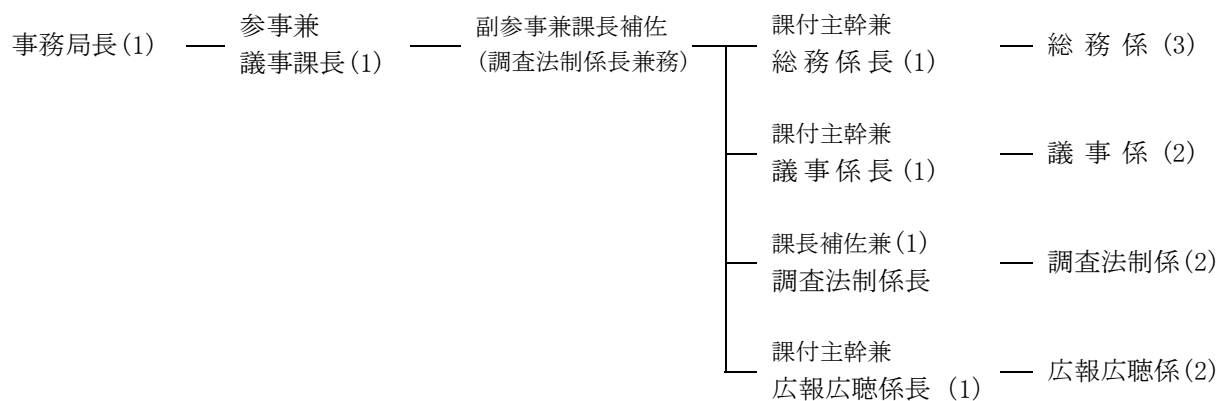 事務局長(1)
参事兼
議事課長(1)
副参事兼課長補佐
(調査法制係長兼務)
課付主幹兼
総務係長(1)
総務係(3)
課付主幹兼
議事係長(1)
議事係(2)
課長補佐兼(1)
調査法制係長
調査法制係(2)
課付主幹兼
広報広聴係長(1)
広報広聴係(2)